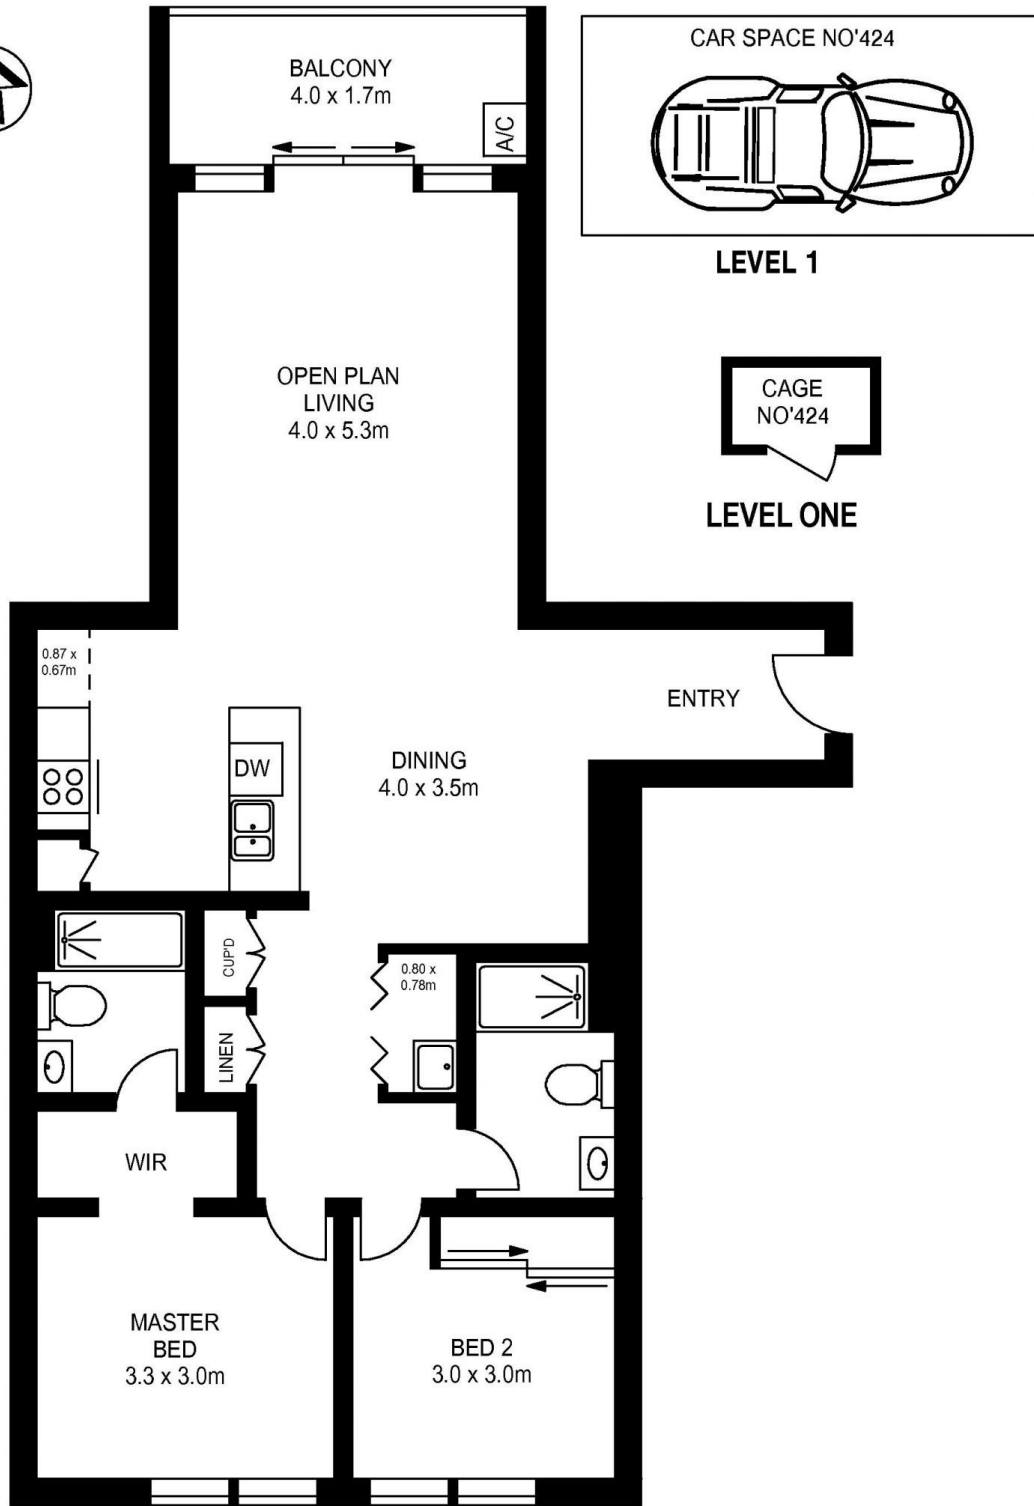 BALCONY
4.0 x 1.7m
A/C
CAR SPACE NO'424
LEVEL 1
OPEN PLAN
LIVING
4.0 x 5.3m
CAGE
NO'424
LEVEL ONE
0.87 x
0.67m
ENTRY
DW
DINING
4.0 x 3.5m
CUP'D
0.80 x
0.78m
LINEN
WIR
MASTER
BED
3.3 x 3.0m
BED 2
3.0 x 3.0m